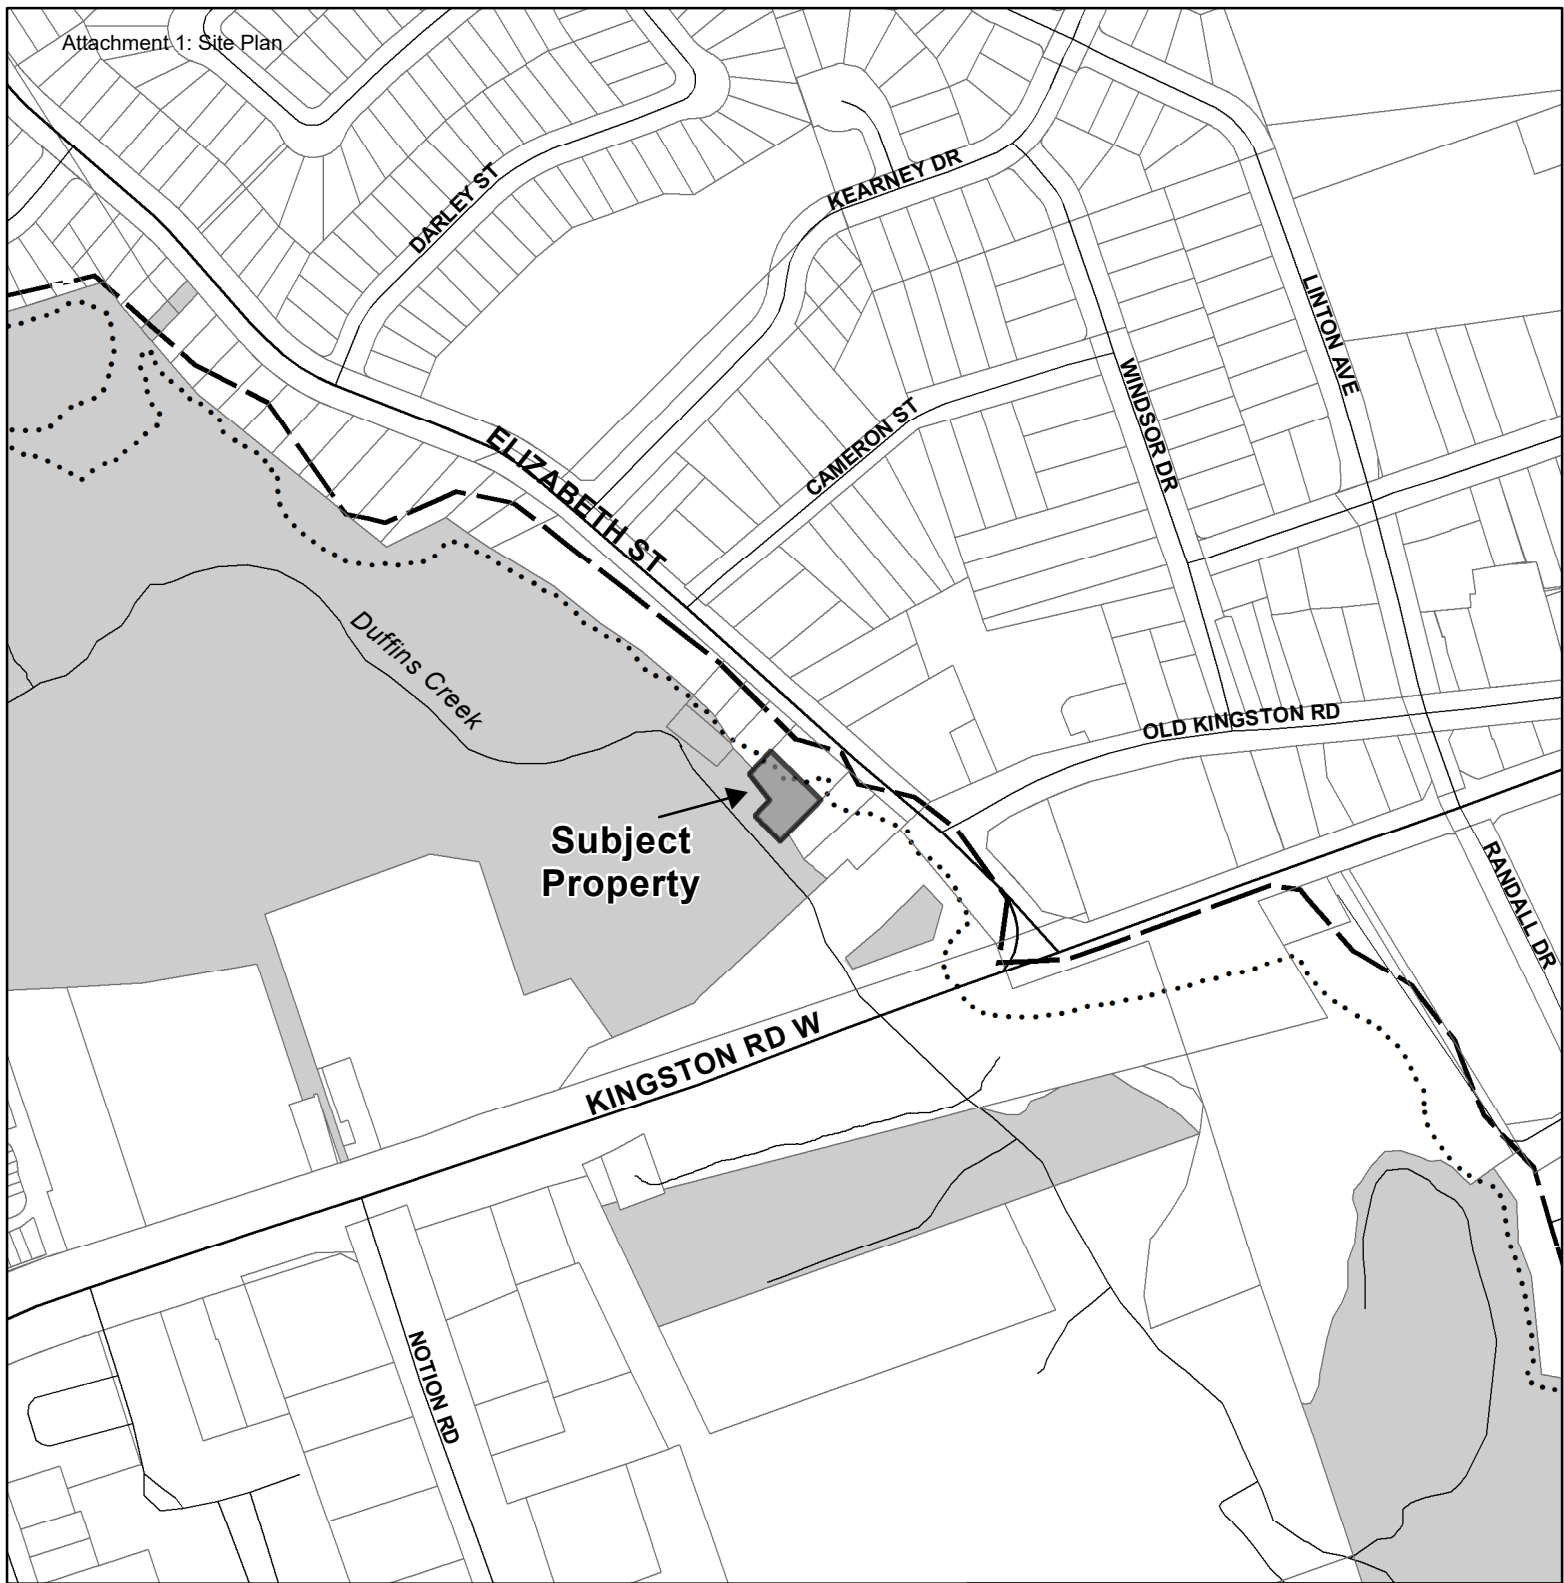 Attachment 1: Site Plan
DARLEY ST
KEARNEY DR
LINTON AVE
WINDSOR DR
CAMERON ST
ELIZABETH ST
Duffins Creek
OLD KINGSTON RD
Subject
Property
RANDALL DR
KINGSTON RD W
NOTION RD